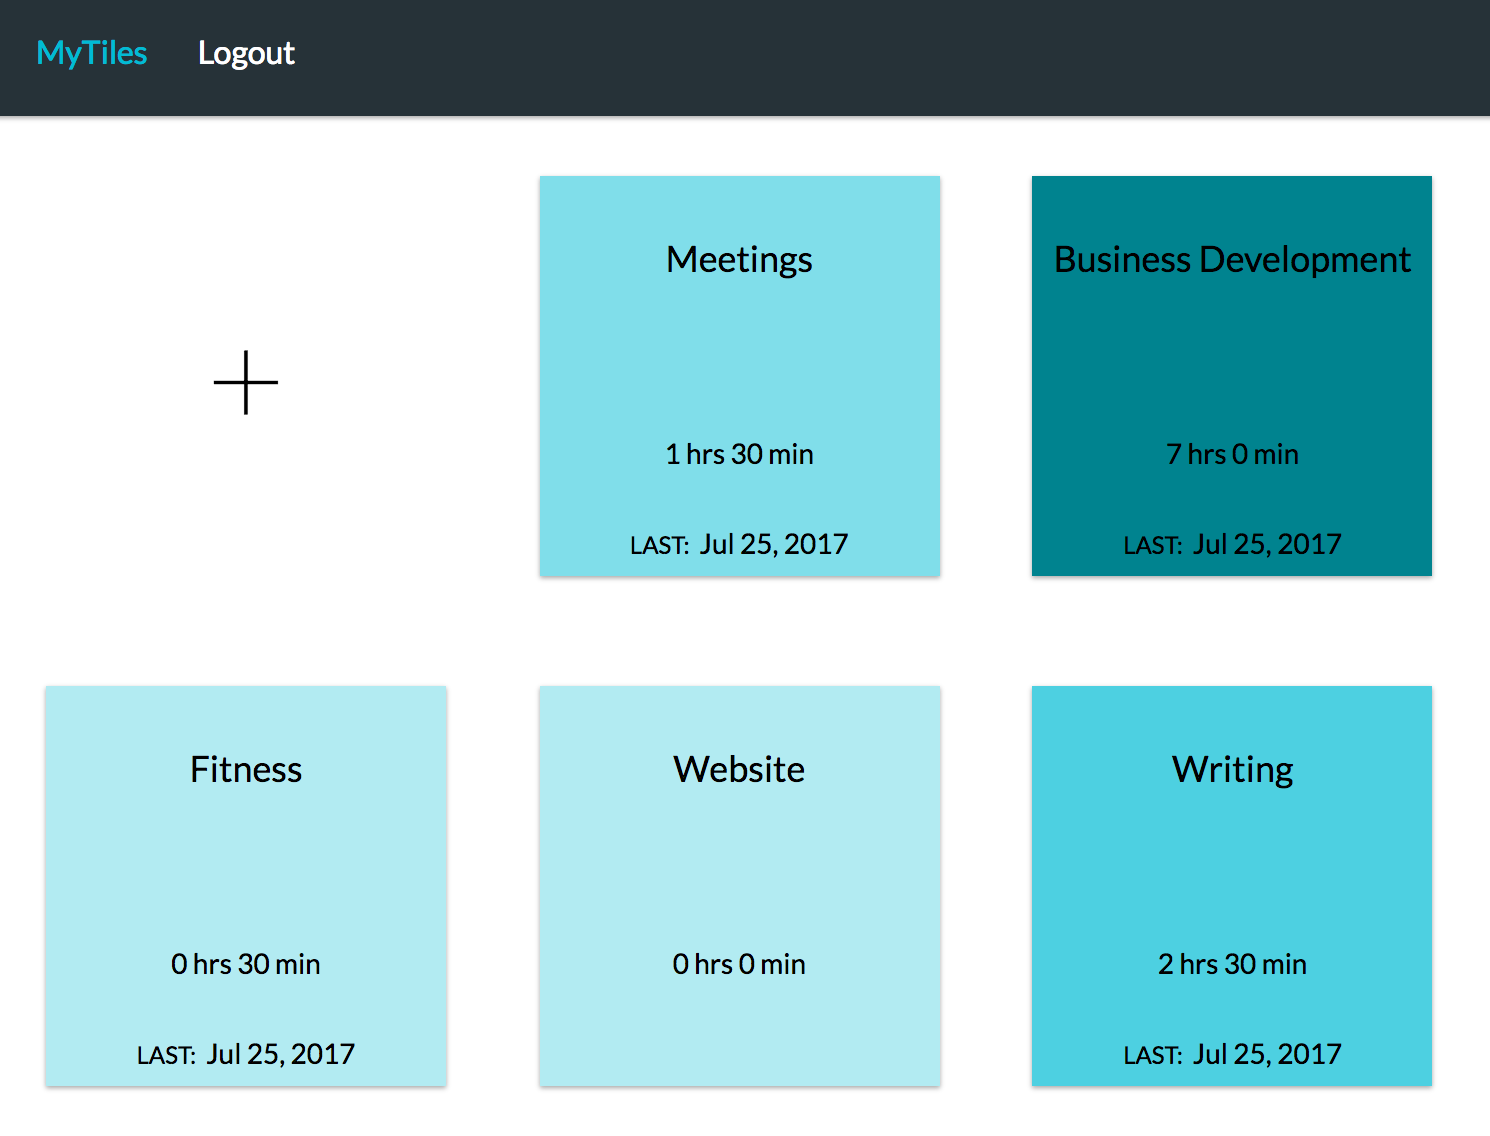 MyTiles Logout
Meetings
1 hrs 30 min
LAST: Jul 25, 2017
Business Development
7 hrs 0 min
LAST: Jul 25, 2017
Fitness
0 hrs 30 min
LAST: Jul 25, 2017
Website
0 hrs 0 min
Writing
2 hrs 30 min
LAST: Jul 25, 2017